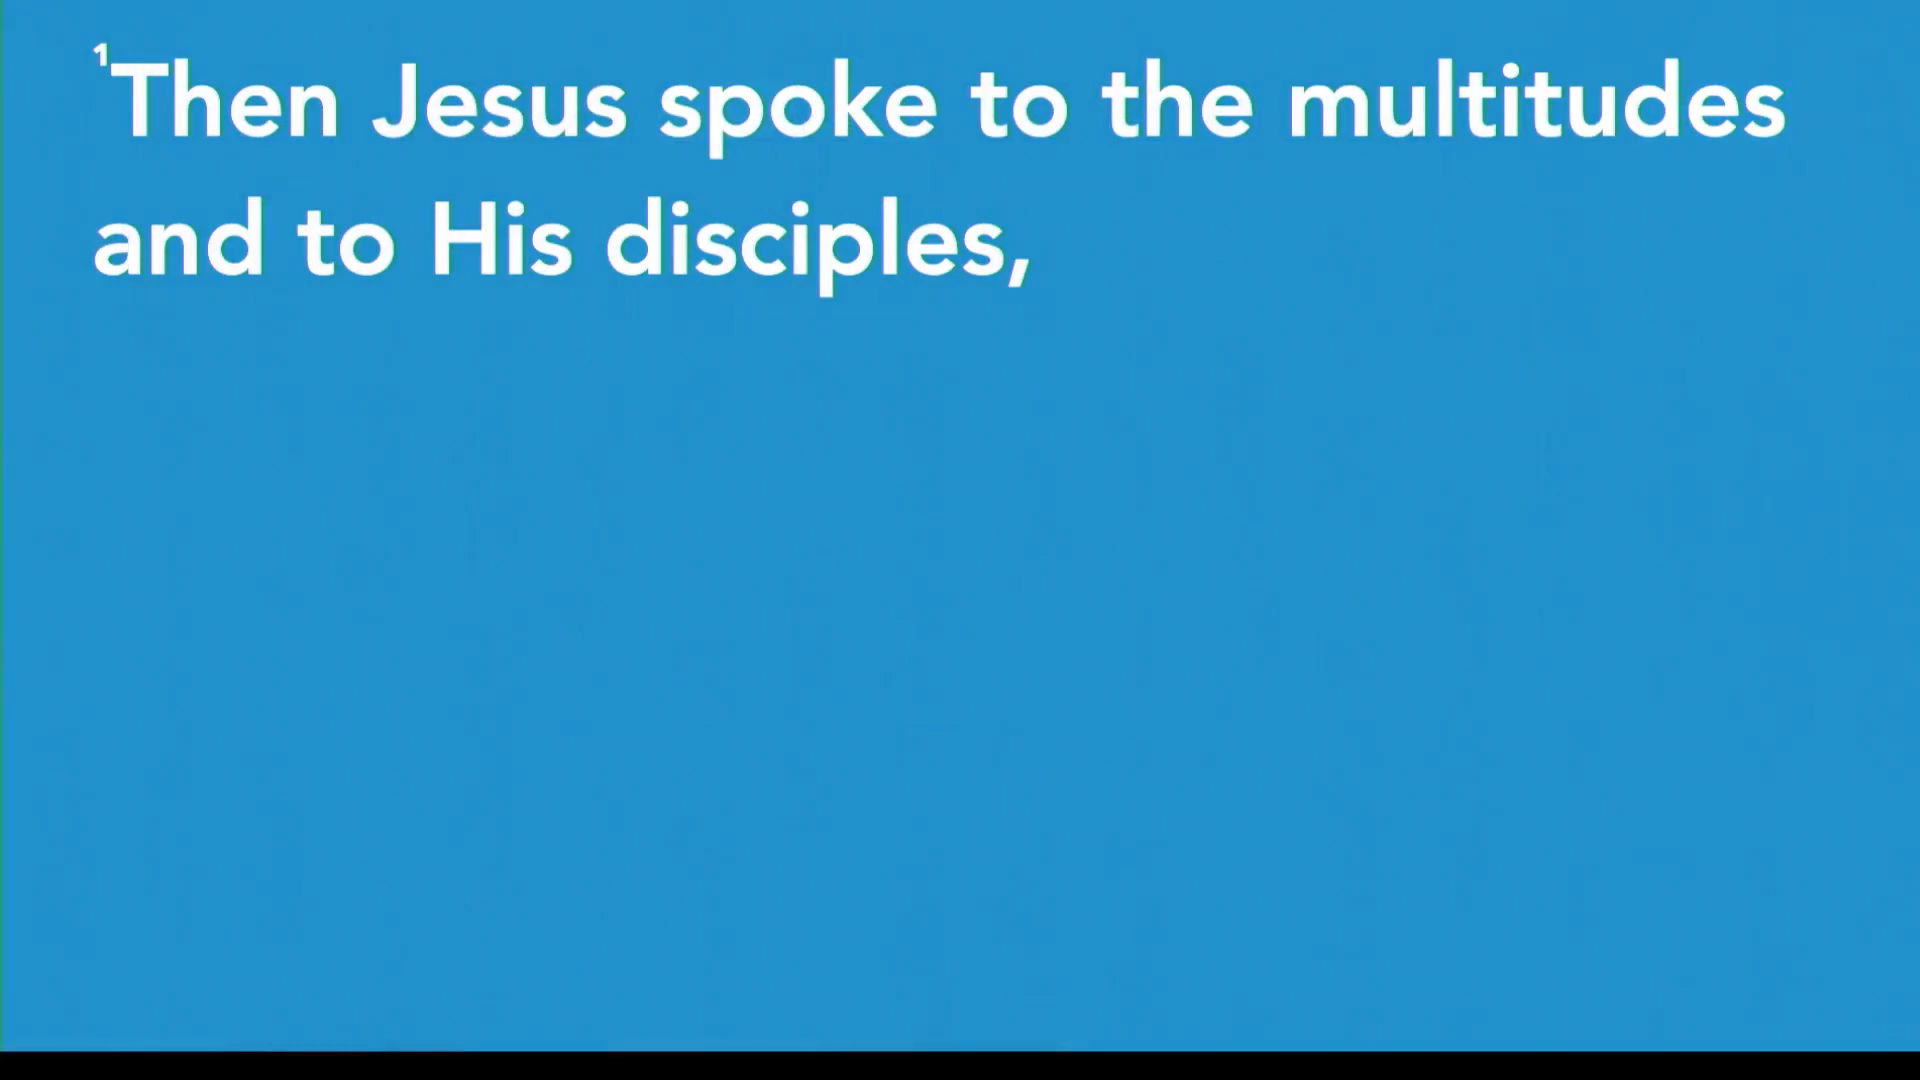 ¹Then Jesus spoke to the multitudes
and to His disciples,